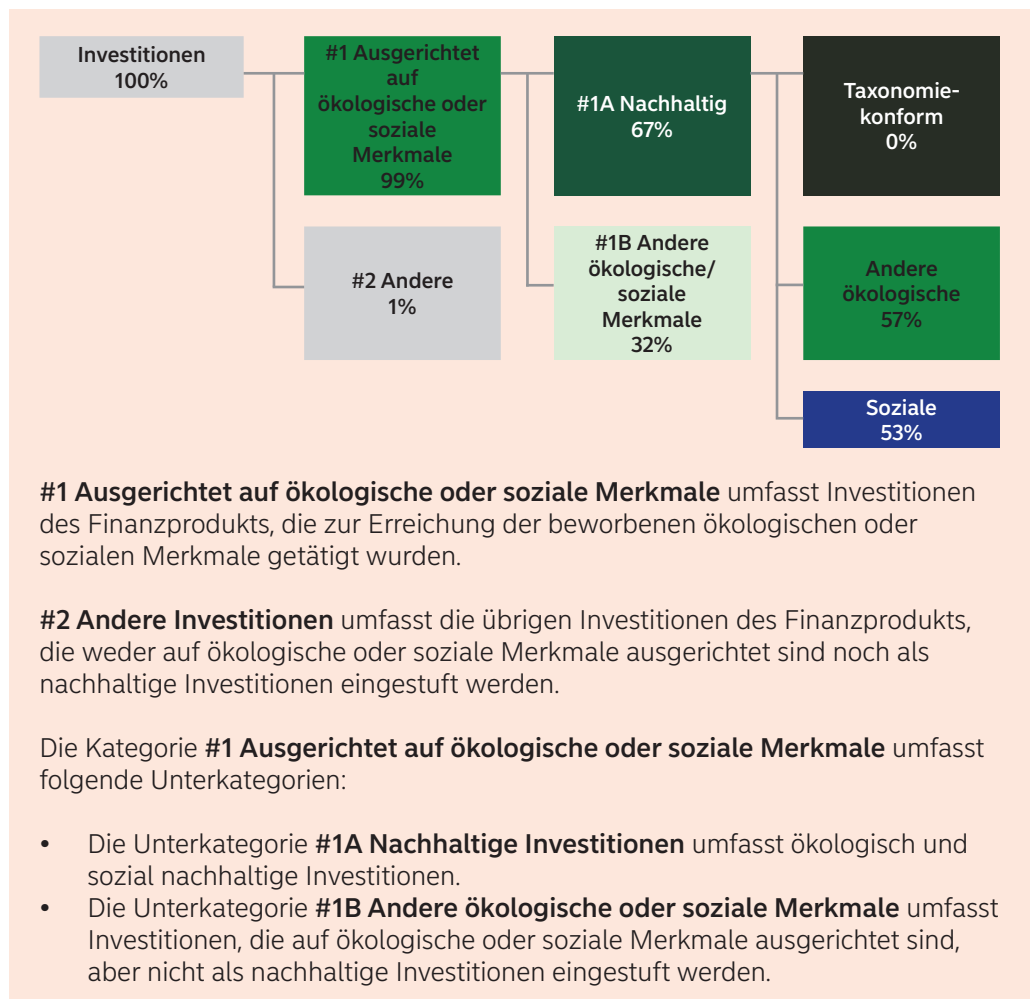 Investitionen
100%
#1 Ausgerichtet
auf
ökologische oder
soziale
Merkmale
99%
#2 Andere
1%
#1A Nachhaltig
67%
#1B Andere
ökologische/
soziale
Merkmale
32%
Taxonomie-
konform
0%
Andere
ökologische
57%
Soziale
53%
#1 Ausgerichtet auf ökologische oder soziale Merkmale umfasst Investitionen
des Finanzprodukts, die zur Erreichung der beworbenen ökologischen oder
sozialen Merkmale getätigt wurden.
#2 Andere Investitionen umfasst die übrigen Investitionen des Finanzprodukts,
die weder auf ökologische oder soziale Merkmale ausgerichtet sind noch als
nachhaltige Investitionen eingestuft werden.
Die Kategorie #1 Ausgerichtet auf ökologische oder soziale Merkmale umfasst
folgende Unterkategorien:
• Die Unterkategorie #1A Nachhaltige Investitionen umfasst ökologisch und
sozial nachhaltige Investitionen.
• Die Unterkategorie #1B Andere ökologische oder soziale Merkmale umfasst
Investitionen, die auf ökologische oder soziale Merkmale ausgerichtet sind,
aber nicht als nachhaltige Investitionen eingestuft werden.